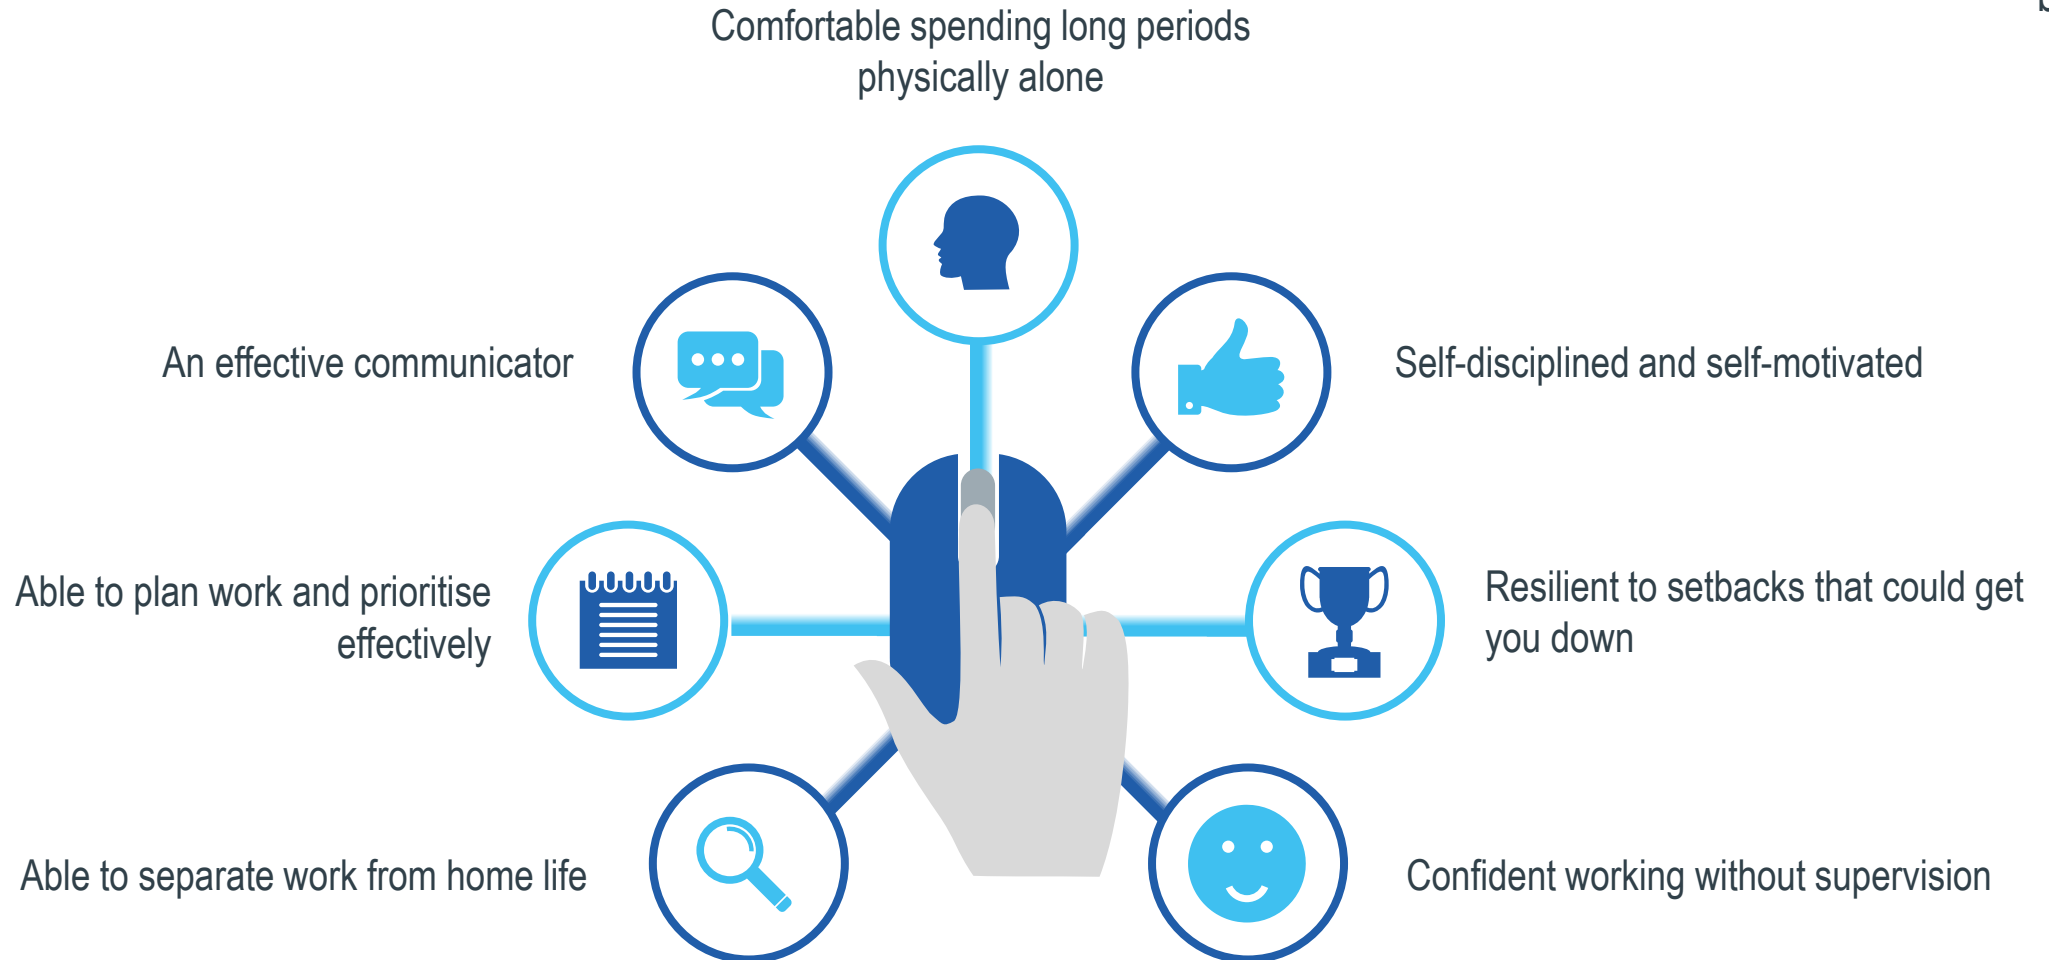 Comfortable spending long periods
physically alone
An effective communicator
Self-disciplined and self-motivated
Able to plan work and prioritise
effectively
Resilient to setbacks that could get
you down
Able to separate work from home life
Confident working without supervision